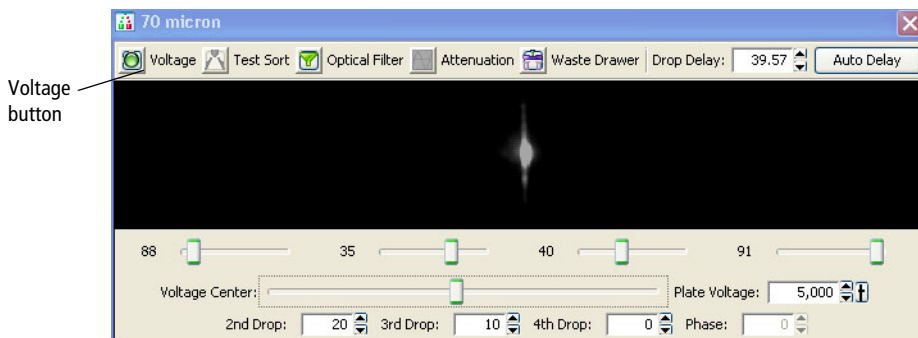 70 micron
Voltage Test Sort Optical Filter Attenuation Waste Drawer Drop Delay: 39.57 Auto Delay
Voltage
button
88 35 40 91
Voltage Center: Plate Voltage: 5,000
2nd Drop: 20 3rd Drop: 10 4th Drop: 0 Phase: 0